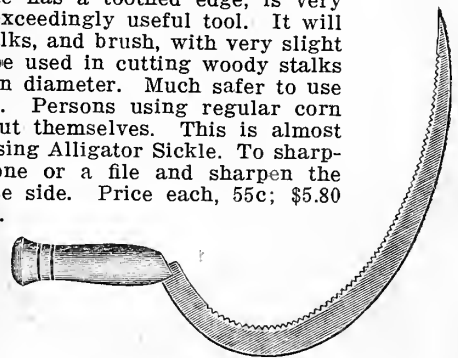 has a toothed edge, is very
exceedingly useful tool. It will
lks, and brush, with very slight
e used in cutting woody stalks
n diameter. Much safer to use
. Persons using regular corn
ut themselves. This is almost
sing Alligator Sickle. To sharp-
one or a file and sharpen the
e side. Price each, 55c; $5.80
.